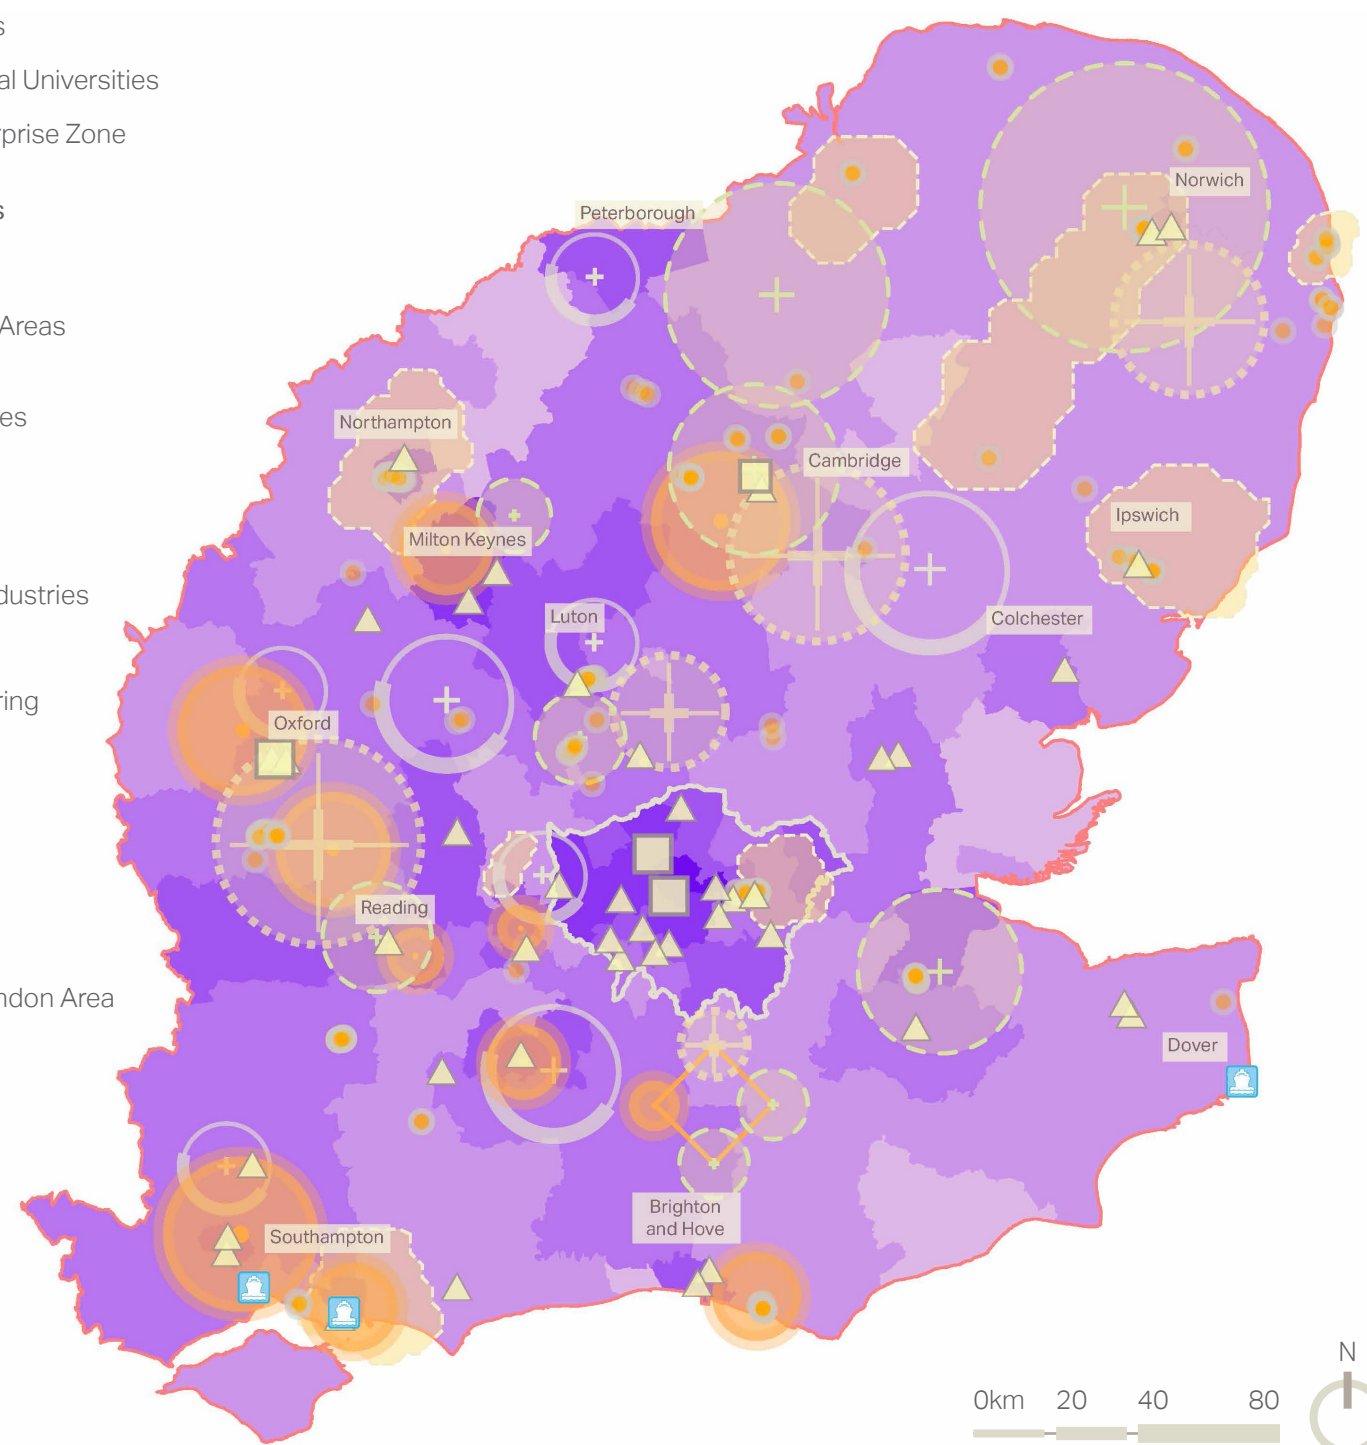 s
al Universities
rprise Zone
s
Areas
es
dustries
ring
ndon Area
Peterborough
Norwich
Northampton
Cambridge
Milton Keynes
Ipswich
Luton
Colchester
Oxford
Reading
Dover
Brighton
and Hove
Southampton
N
0km 20 40 80